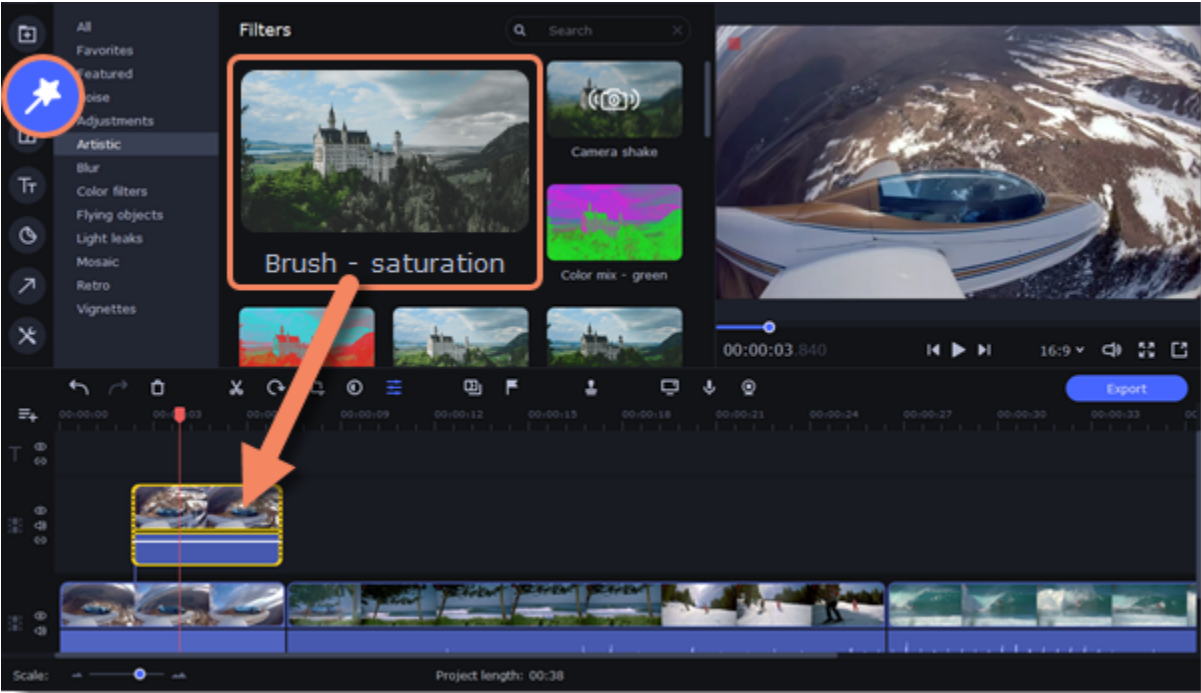 All
Favorites
Featured
Noise
Adjustments
Artistic
Blur
Color filters
Flying objects
Light leaks
Mosaic
Retro
Vignettes
Filters
Search
Brush - saturation
Camera shake
Color mix - green
00:00:03.840
16:9
Export
00:00:00
00:00:09
00:00:12
00:00:15
00:00:18
00:00:21
00:00:24
00:00:27
00:00:30
00:00:33
Scale:
Project length: 00:38